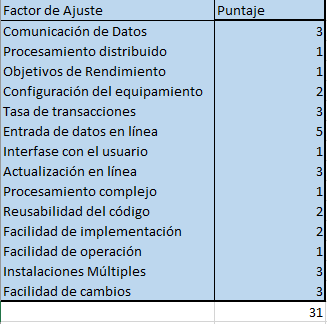 Factor de Ajuste Puntaje
Comunicación de Datos 3
Procesamiento distribuido 1
Objetivos de Rendimiento 1
Configuración del equipamiento 2
Tasa de transacciones 3
Entrada de datos en línea 5
Interfase con el usuario 1
Actualización en línea 3
Procesamiento complejo 1
Reusabilidad del código 2
Facilidad de implementación 2
Facilidad de operación 1
Instalaciones Múltiples 3
Facilidad de cambios 3
31